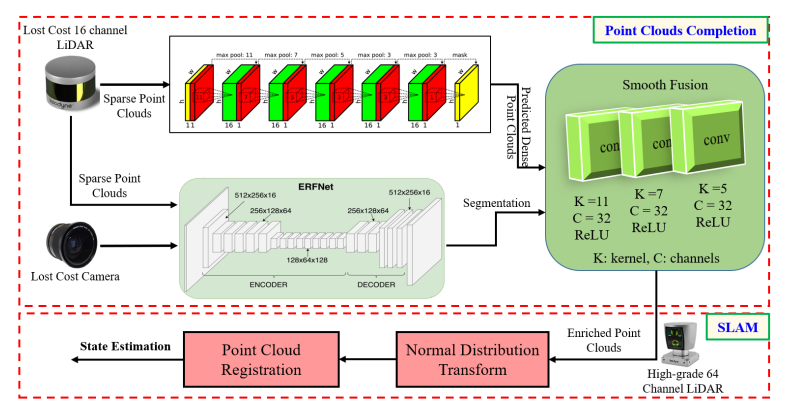 Lost Cost 16 channel
LiDAR
Point Clouds Completion
max pool: 11
max pool: 7
max pool: 5
max pool: 3
max pool: 3
mask
w
w
w
w
w
w
h
h
h
h
h
h
1 1
16 1
16 1
16 1
16 1
16 1
1
Sparse Point
Clouds
Predicted Dense
Point Clouds
Smooth Fusion
conv
conv
conv
K =11
C = 32
ReLU
K =7
C = 32
ReLU
K =5
C = 32
ReLU
K: kernel, C: channels
Sparse Point
Clouds
ERFNet
512x256x16
256x128x64
128x64x128
256x128x64
512x256x16
ENCODER
DECODER
Segmentation
Lost Cost Camera
SLAM
Enriched Point
Clouds
High-grade 64
Channel LiDAR
Normal Distribution
Transform
Point Cloud
Registration
State Estimation